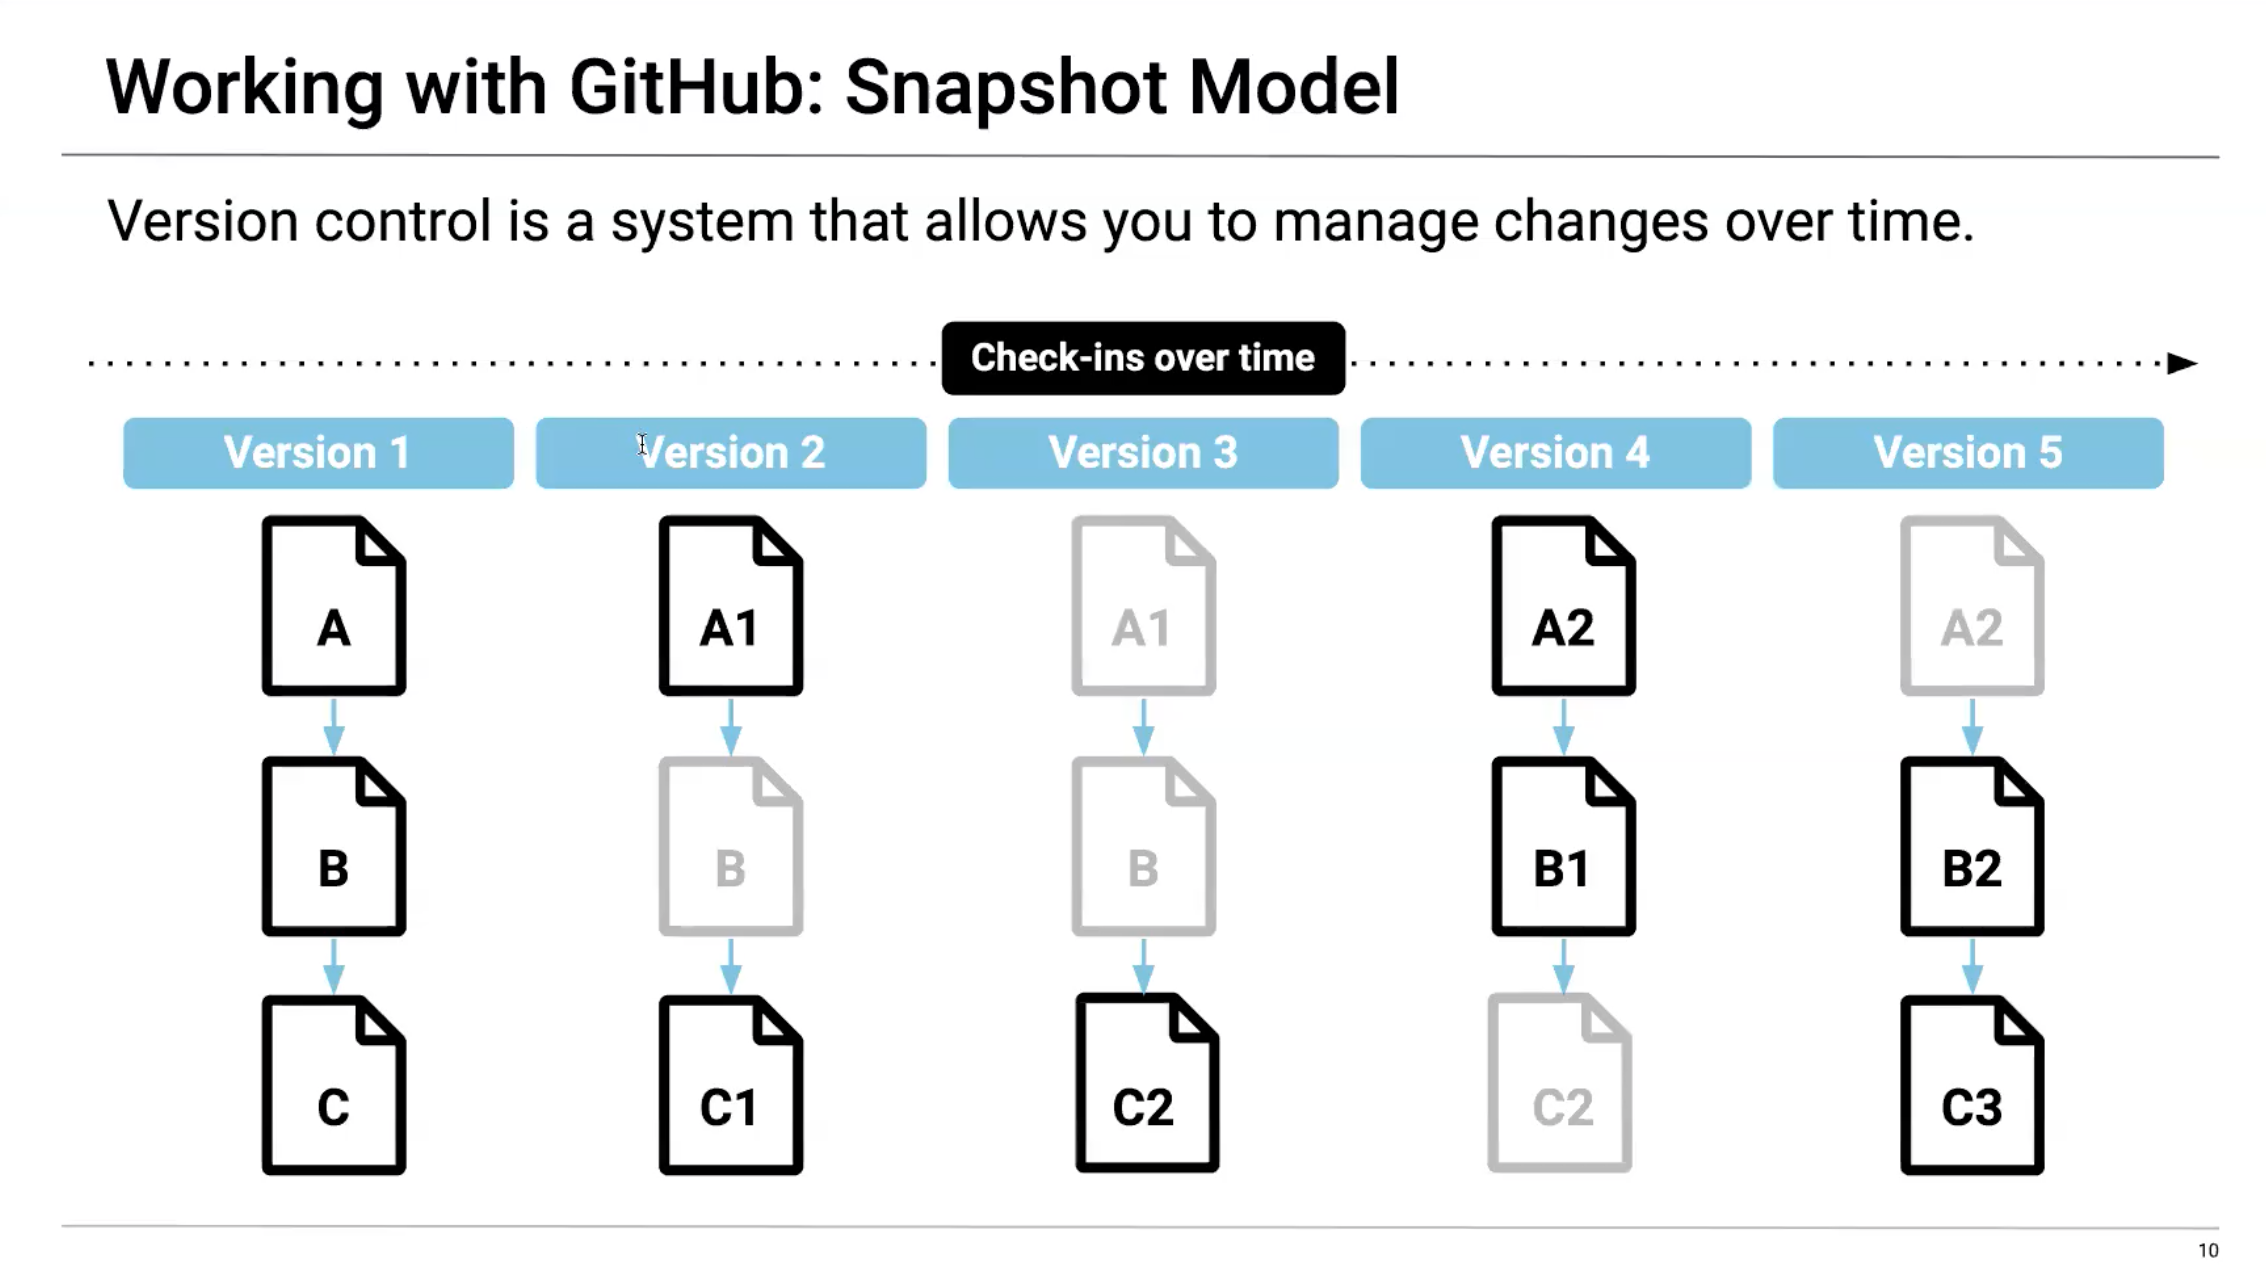 Working with GitHub: Snapshot Model
Version control is a system that allows you to manage changes over time.
Check-ins over time
Version 1 Version 2 Version 3 Version 4 Version 5
A A1 A1 A2 A2
B B B B1 B2
C C1 C2 C2 C3
10